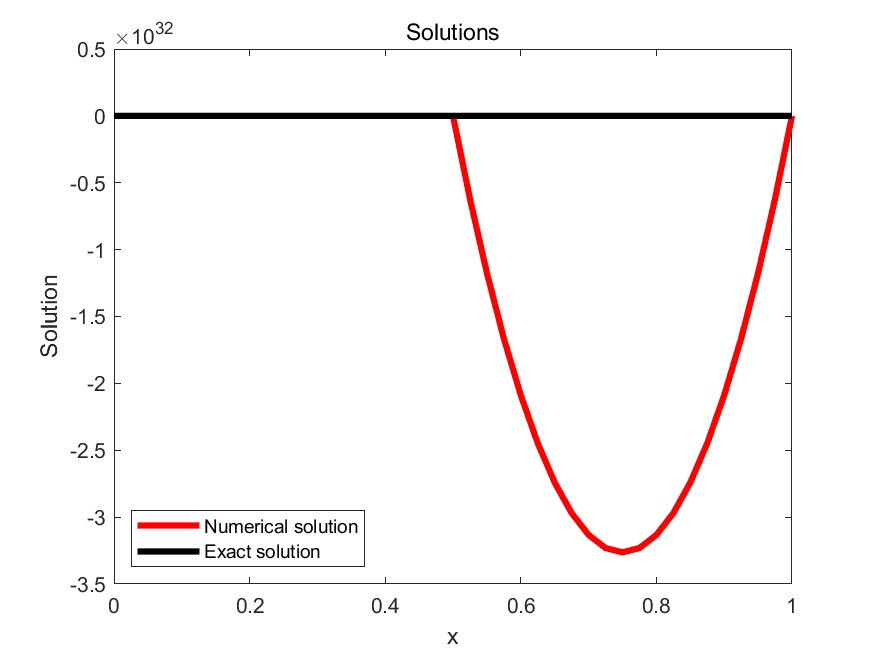 Solutions
×10^32
0.5
0
-0.5
-1
-1.5
-2
-2.5
-3
-3.5
Solution
Numerical solution
Exact solution
0 0.2 0.4 0.6 0.8 1
x